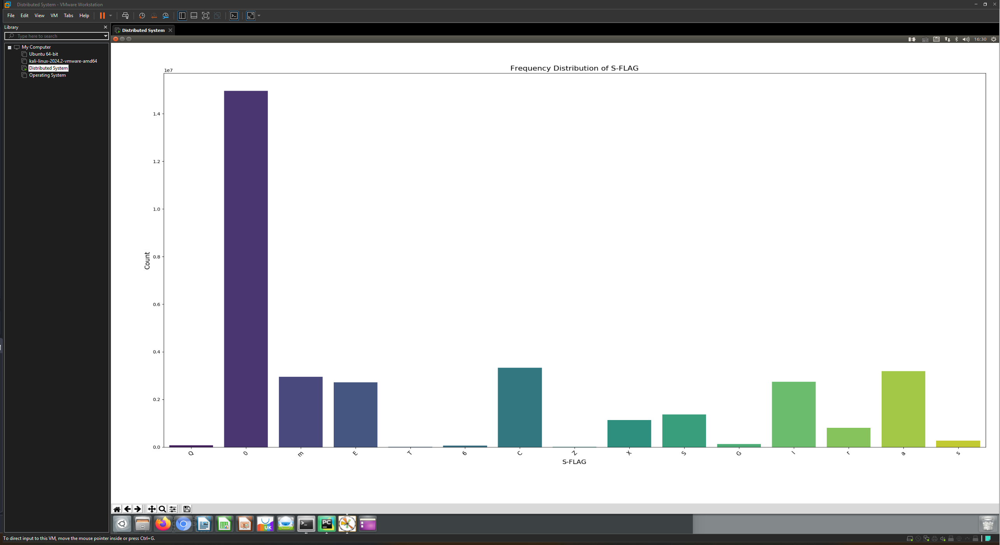 Distributed System - VMware Workstation
File Edit View VM Tabs Help
Library
Type here to search
My Computer
Ubuntu 64-bit
kali-linux-2024.2-vmware-amd64
Distributed System
Operating System
Distributed System
16:30
Frequency Distribution of S-FLAG
1e7
1.4
1.2
1.0
0.8
0.6
0.4
0.2
0.0
Count
Q 0 m E T 6 C Z X S G I r a s
S-FLAG
UK
PC
To direct input to this VM, move the mouse pointer inside or press Ctrl+G.